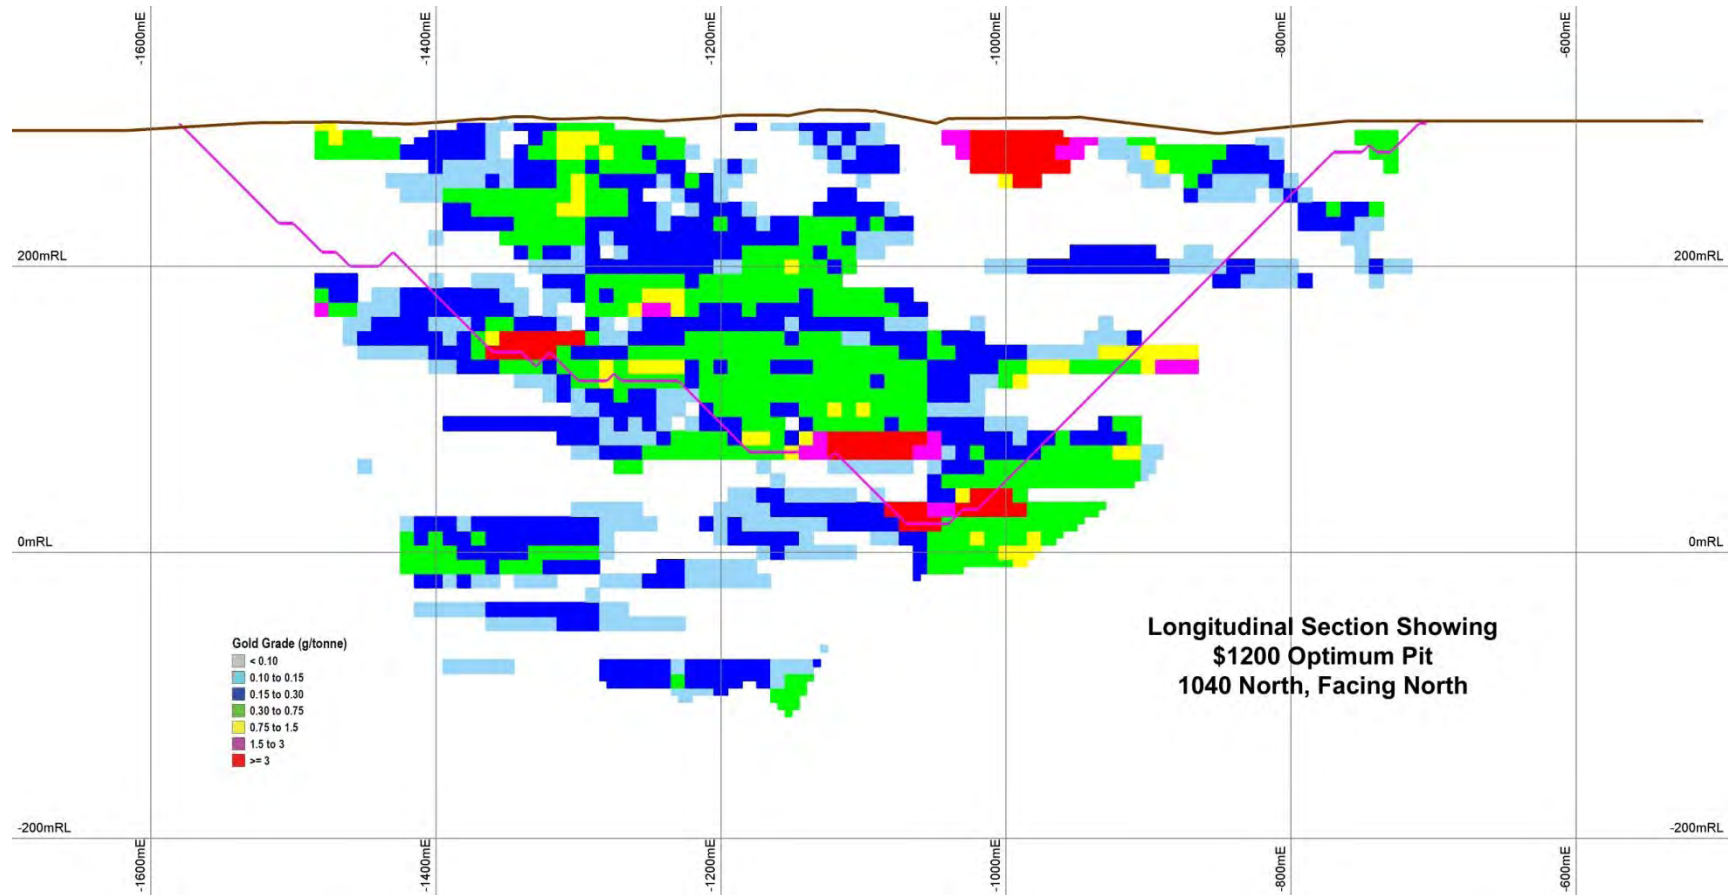 -1600mE
-1400mE
-1200mE
-1000mE
-800mE
-600mE
200mRL
200mRL
0mRL
0mRL
Longitudinal Section Showing
$1200 Optimum Pit
1040 North, Facing North
Gold Grade (g/tonne)
< 0.10
0.10 to 0.15
0.15 to 0.30
0.30 to 0.75
0.75 to 1.5
1.5 to 3
>= 3
-200mRL
-200mRL
-1600mE
-1400mE
-1200mE
-1000mE
-800mE
-600mE